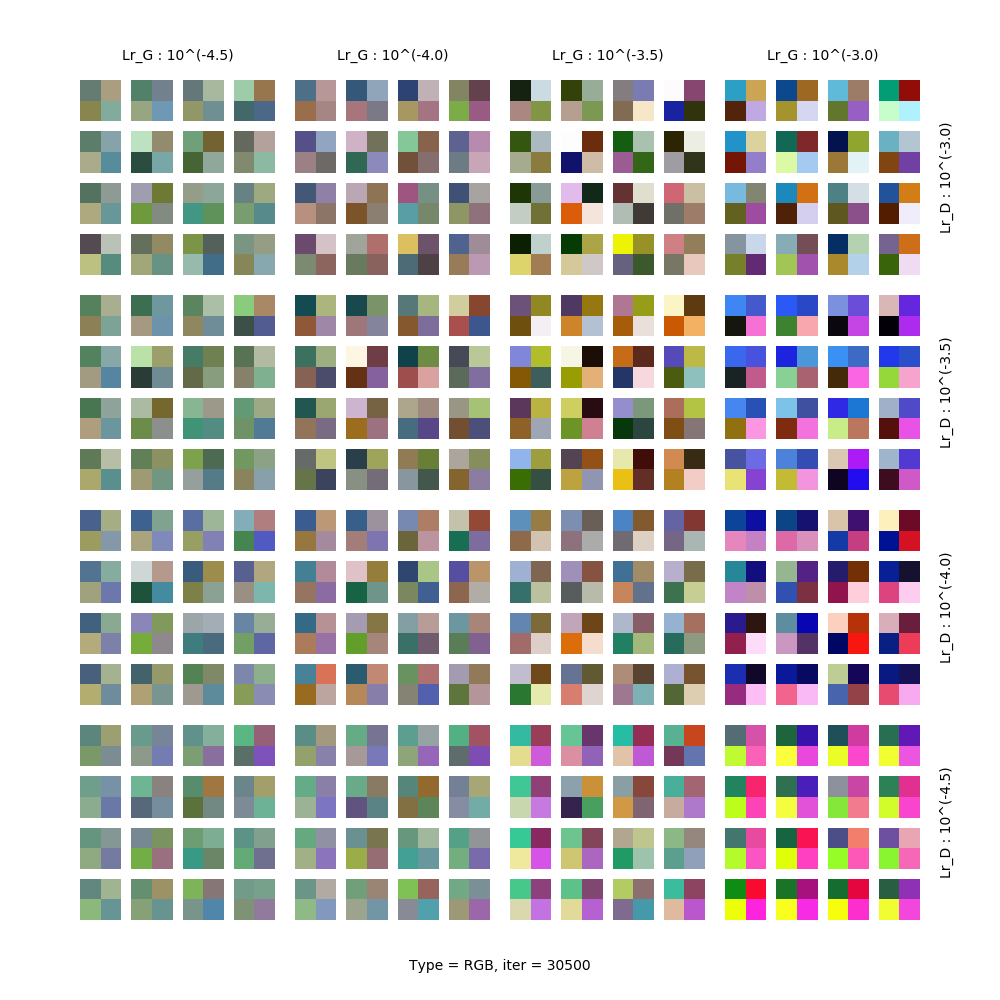 Lr_G : 10^(-4.5)
Lr_G : 10^(-4.0)
Lr_G : 10^(-3.5)
Lr_G : 10^(-3.0)
Lr_D : 10^(-3.0)
Lr_D : 10^(-3.5)
Lr_D : 10^(-4.0)
Lr_D : 10^(-4.5)
Type = RGB, iter = 30500